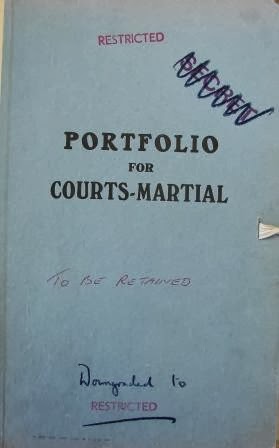 RESTRICTED
SECRET
PORTFOLIO
FOR
COURTS-MARTIAL
TO BE RETAINED
Downgraded to
RESTRICTED